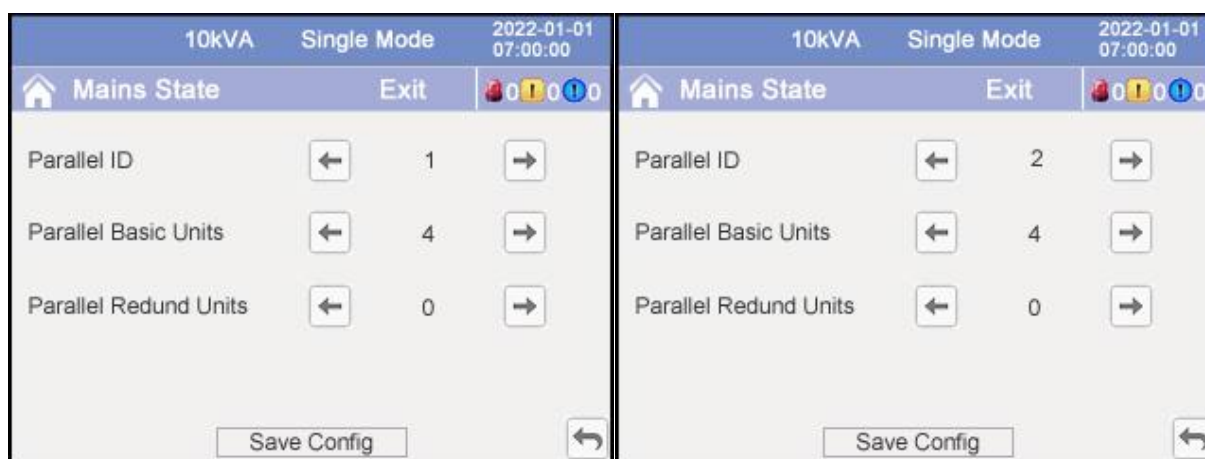 10kVA Single Mode 2022-01-01
07:00:00
Mains State Exit 0 0 0
Parallel ID 1
Parallel Basic Units 4
Parallel Redund Units 0
Save Config
10kVA Single Mode 2022-01-01
07:00:00
Mains State Exit 0 0 0
Parallel ID 2
Parallel Basic Units 4
Parallel Redund Units 0
Save Config